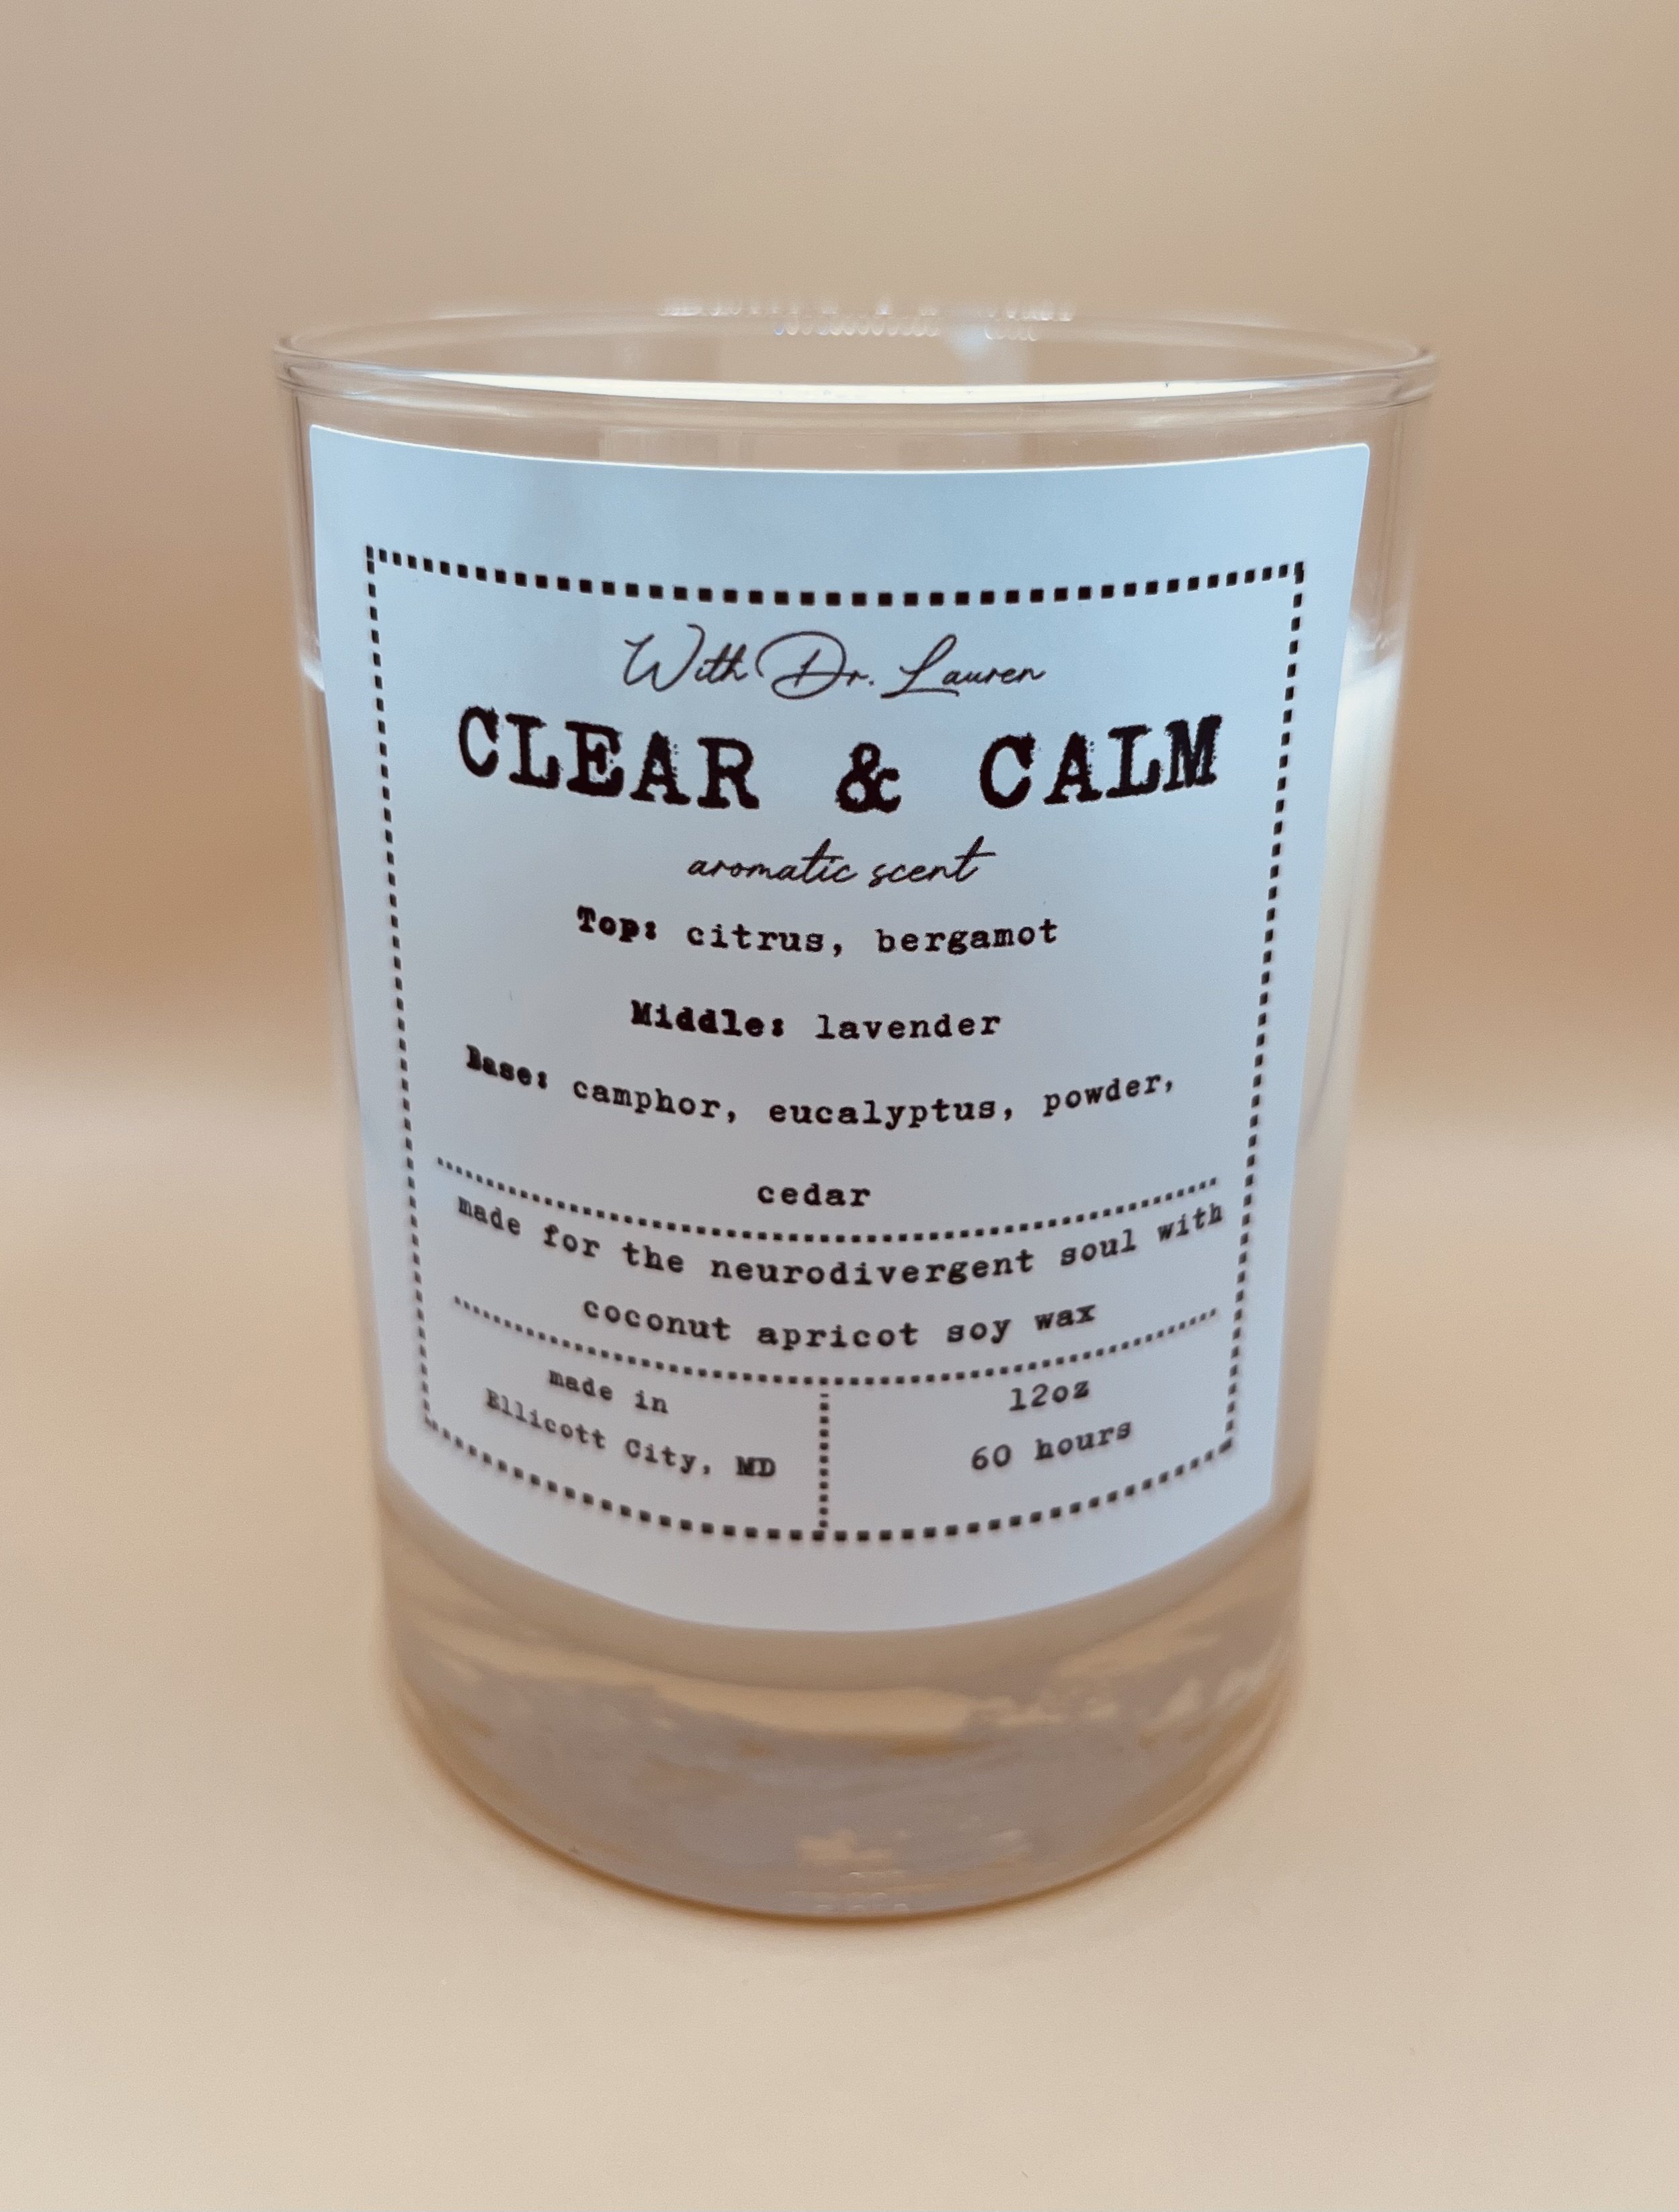 With Dr. Lauren
CLEAR & CALM
aromatic scent
Top: citrus, bergamot
Middle: lavender
Base: camphor, eucalyptus, powder,
cedar
made for the neurodivergent soul with
coconut apricot soy wax
made in
Ellicott City, MD
12oz
60 hours